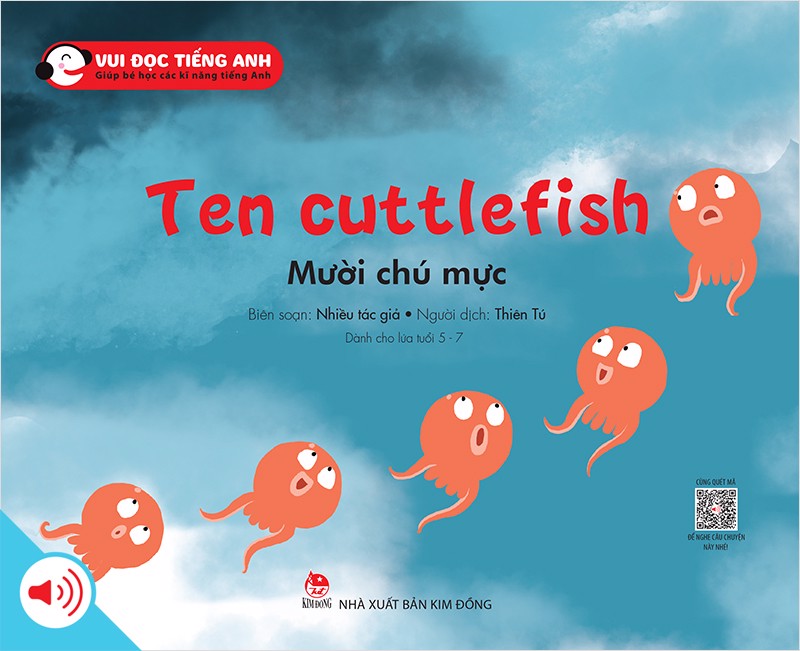 VUI ĐỌC TIẾNG ANH
Giúp bé học các kĩ năng tiếng Anh
Ten cuttlefish
Mười chú mực
Biên soạn: Nhiều tác giả • Người dịch: Thiên Tú
Dành cho lứa tuổi 5 - 7
CÙNG QUÉT MÃ
ĐỂ NGHE CÂU CHUYỆN
NÀY NHÉ!
KIM ĐỒNG
NHÀ XUẤT BẢN KIM ĐỒNG